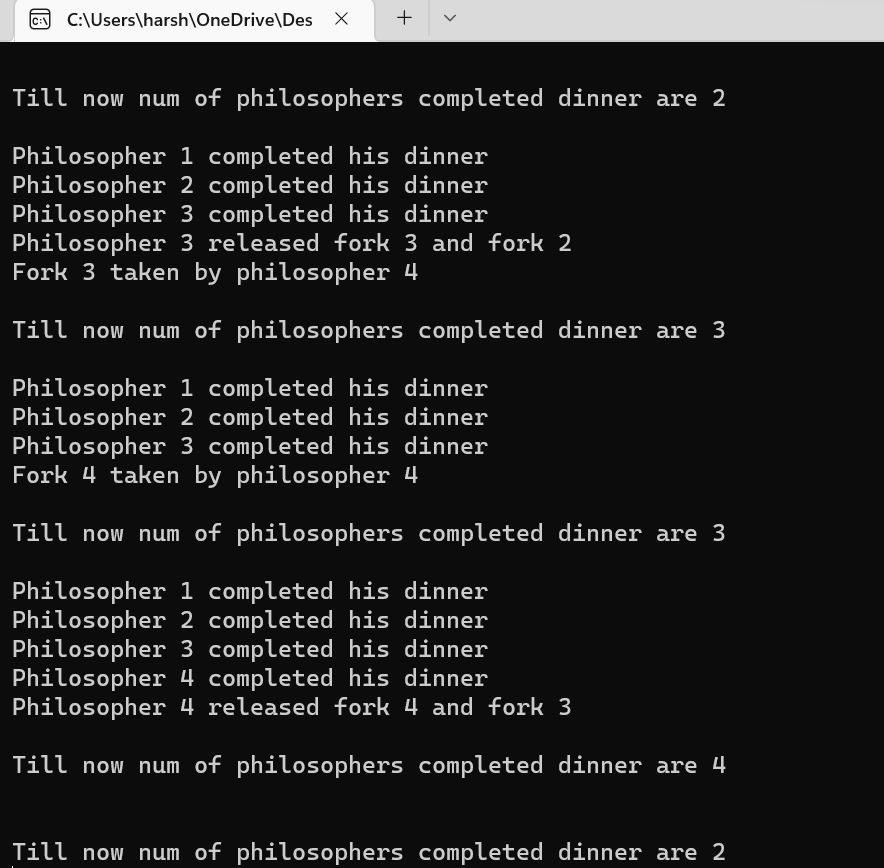 C:\Users\harsh\OneDrive\Des
Till now num of philosophers completed dinner are 2
Philosopher 1 completed his dinner
Philosopher 2 completed his dinner
Philosopher 3 completed his dinner
Philosopher 3 released fork 3 and fork 2
Fork 3 taken by philosopher 4
Till now num of philosophers completed dinner are 3
Philosopher 1 completed his dinner
Philosopher 2 completed his dinner
Philosopher 3 completed his dinner
Fork 4 taken by philosopher 4
Till now num of philosophers completed dinner are 3
Philosopher 1 completed his dinner
Philosopher 2 completed his dinner
Philosopher 3 completed his dinner
Philosopher 4 completed his dinner
Philosopher 4 released fork 4 and fork 3
Till now num of philosophers completed dinner are 4
Till now num of philosophers completed dinner are 2